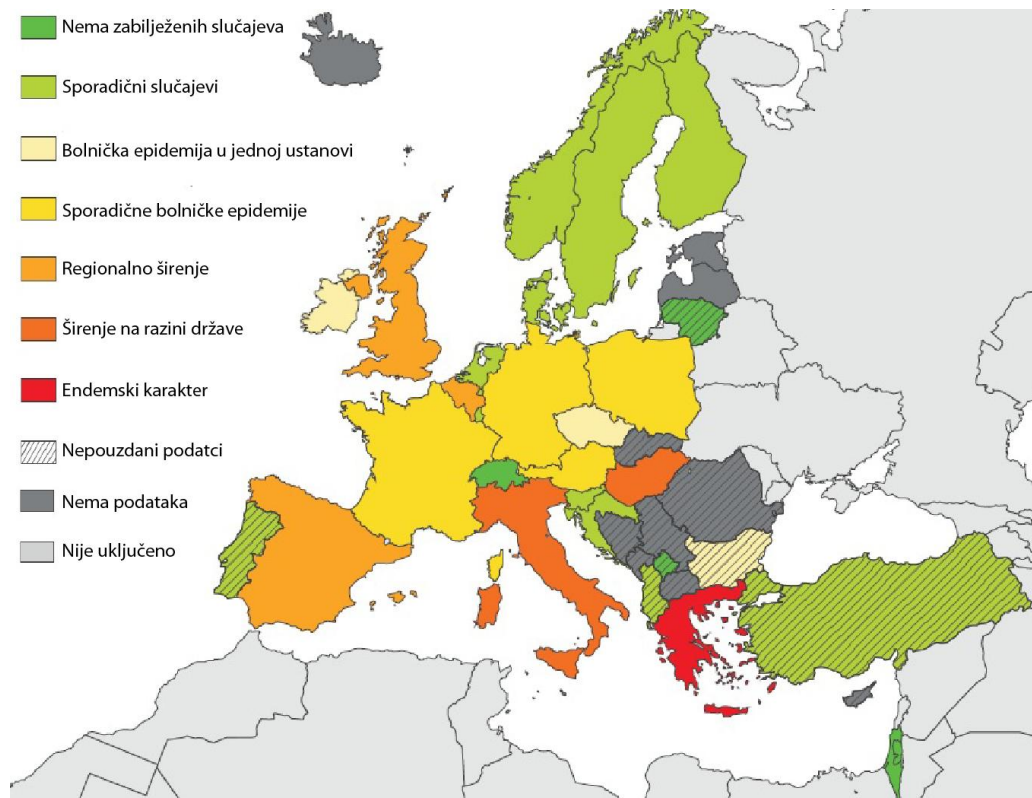 Nema zabilježenih slučajeva
Sporadični slučajevi
Bolnička epidemija u jednoj ustanovi
Sporadične bolničke epidemije
Regionalno širenje
Širenje na razini države
Endemski karakter
Nepouzdani podatci
Nema podataka
Nije uključeno